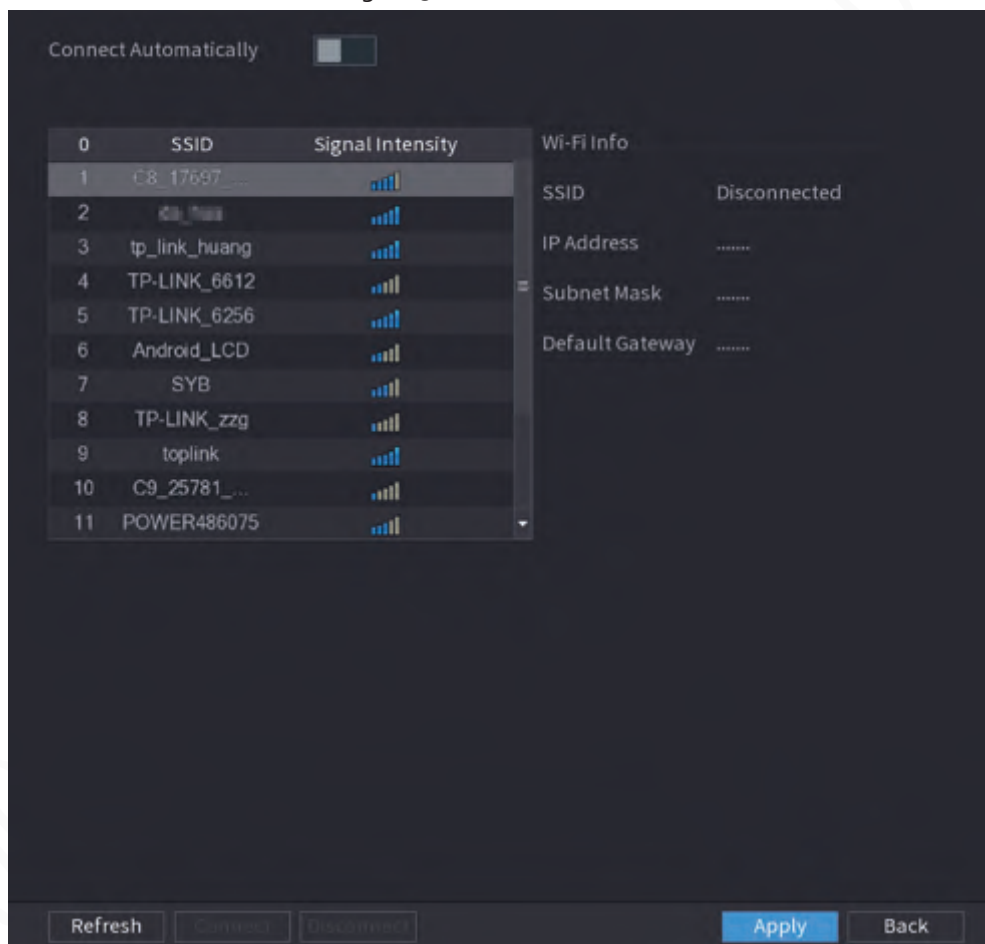 Connect Automatically
0 SSID Signal Intensity
1 C8_17697_...
2
3 tp_link_huang
4 TP-LINK_6612
5 TP-LINK_6256
6 Android_LCD
7 SYB
8 TP-LINK_zzg
9 toplink
10 C9_25781_...
11 POWER486075
Wi-Fi Info
SSID Disconnected
IP Address ........
Subnet Mask ........
Default Gateway ........
Refresh Connect Disconnect Apply Back